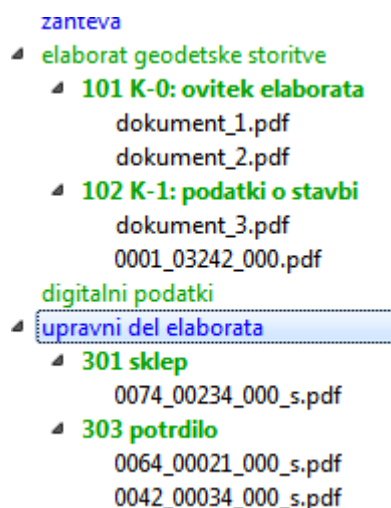 zahteva
elaborat geodetske storitve
101 K-0: ovitek elaborata
dokument_1.pdf
dokument_2.pdf
102 K-1: podatki o stavbi
dokument_3.pdf
0001_03242_000.pdf
digitalni podatki
upravni del elaborata
301 sklep
0074_00234_000_s.pdf
303 potrdilo
0064_00021_000_s.pdf
0042_00034_000_s.pdf